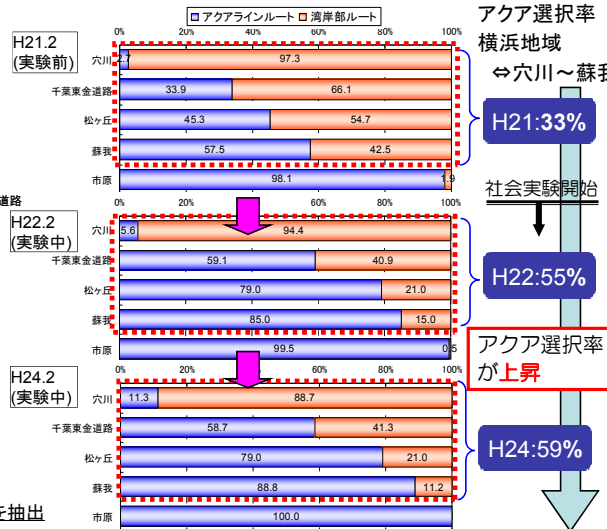 アクアラインルート 湾岸部ルート
アクア選択率
横浜地域
⇔穴川～蘇我
H21.2
(実験前)
0% 20% 40% 60% 80% 100%
穴川 2.7 97.3
千葉東金道路 33.9 66.1
松ヶ丘 45.3 54.7
蘇我 57.5 42.5
市原 98.1 1.9
H21:33%
社会実験開始
道路
H22.2
(実験中)
0% 20% 40% 60% 80% 100%
穴川 5.6 94.4
千葉東金道路 59.1 40.9
松ヶ丘 79.0 21.0
蘇我 85.0 15.0
市原 99.5 0.5
H22:55%
アクア選択率
が上昇
H24.2
(実験中)
0% 20% 40% 60% 80% 100%
穴川 11.3 88.7
千葉東金道路 58.7 41.3
松ヶ丘 79.0 21.0
蘇我 88.8 11.2
市原 100.0
H24:59%
を抽出